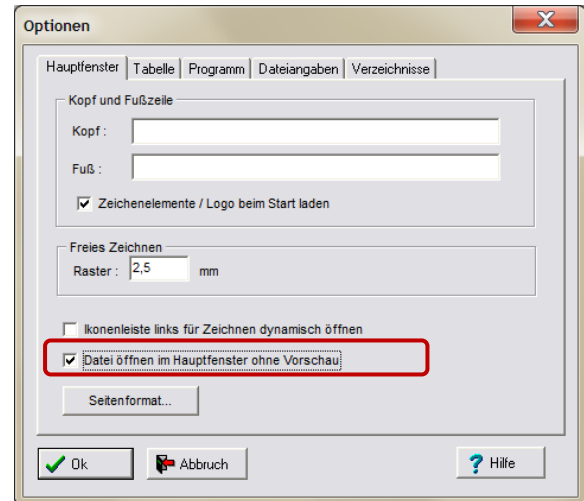 Optionen
Hauptfenster Tabelle Programm Dateiangaben Verzeichnisse
Kopf und Fußzeile
Kopf :
Fuß :
Zeichenelemente / Logo beim Start laden
Freies Zeichnen
Raster : 2,5 mm
Ikonenleiste links für Zeichnen dynamisch öffnen
Datei öffnen im Hauptfenster ohne Vorschau
Seitenformat...
Ok Abbruch ? Hilfe